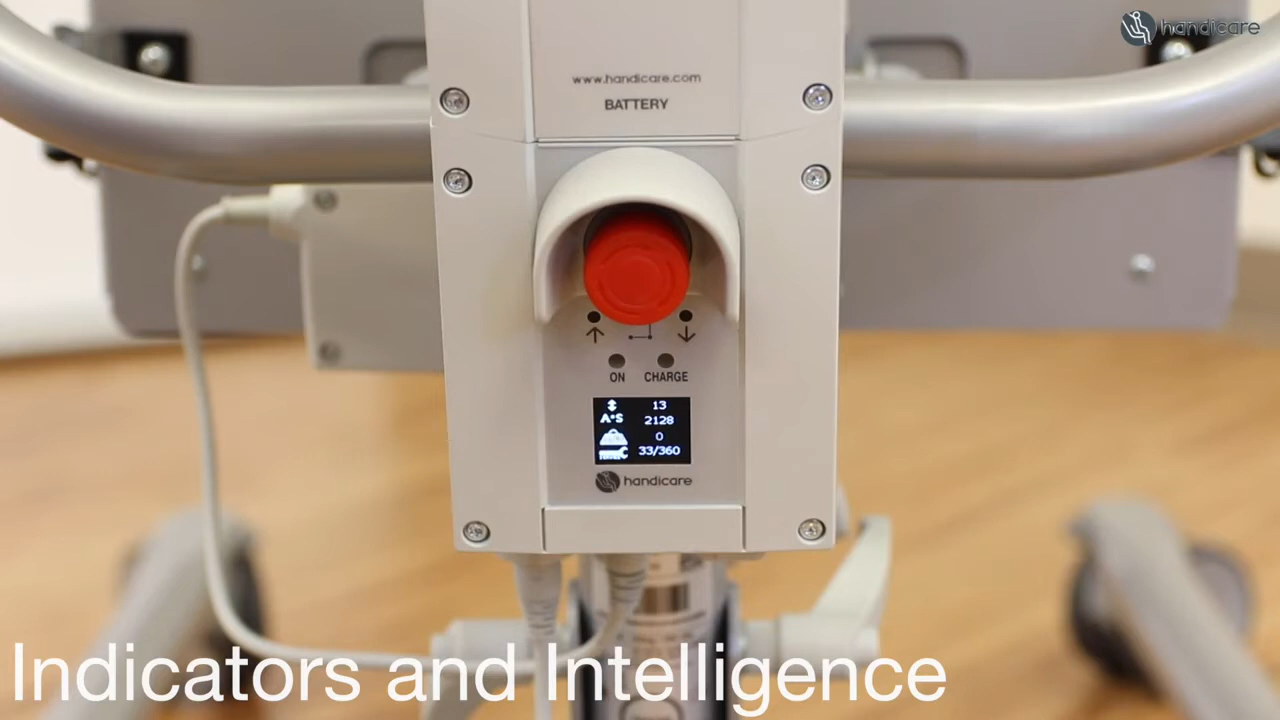 handicare
www.handicare.com
BATTERY
ON CHARGE
13
A*S 2128
0
33/360
handicare
Indicators and Intelligence